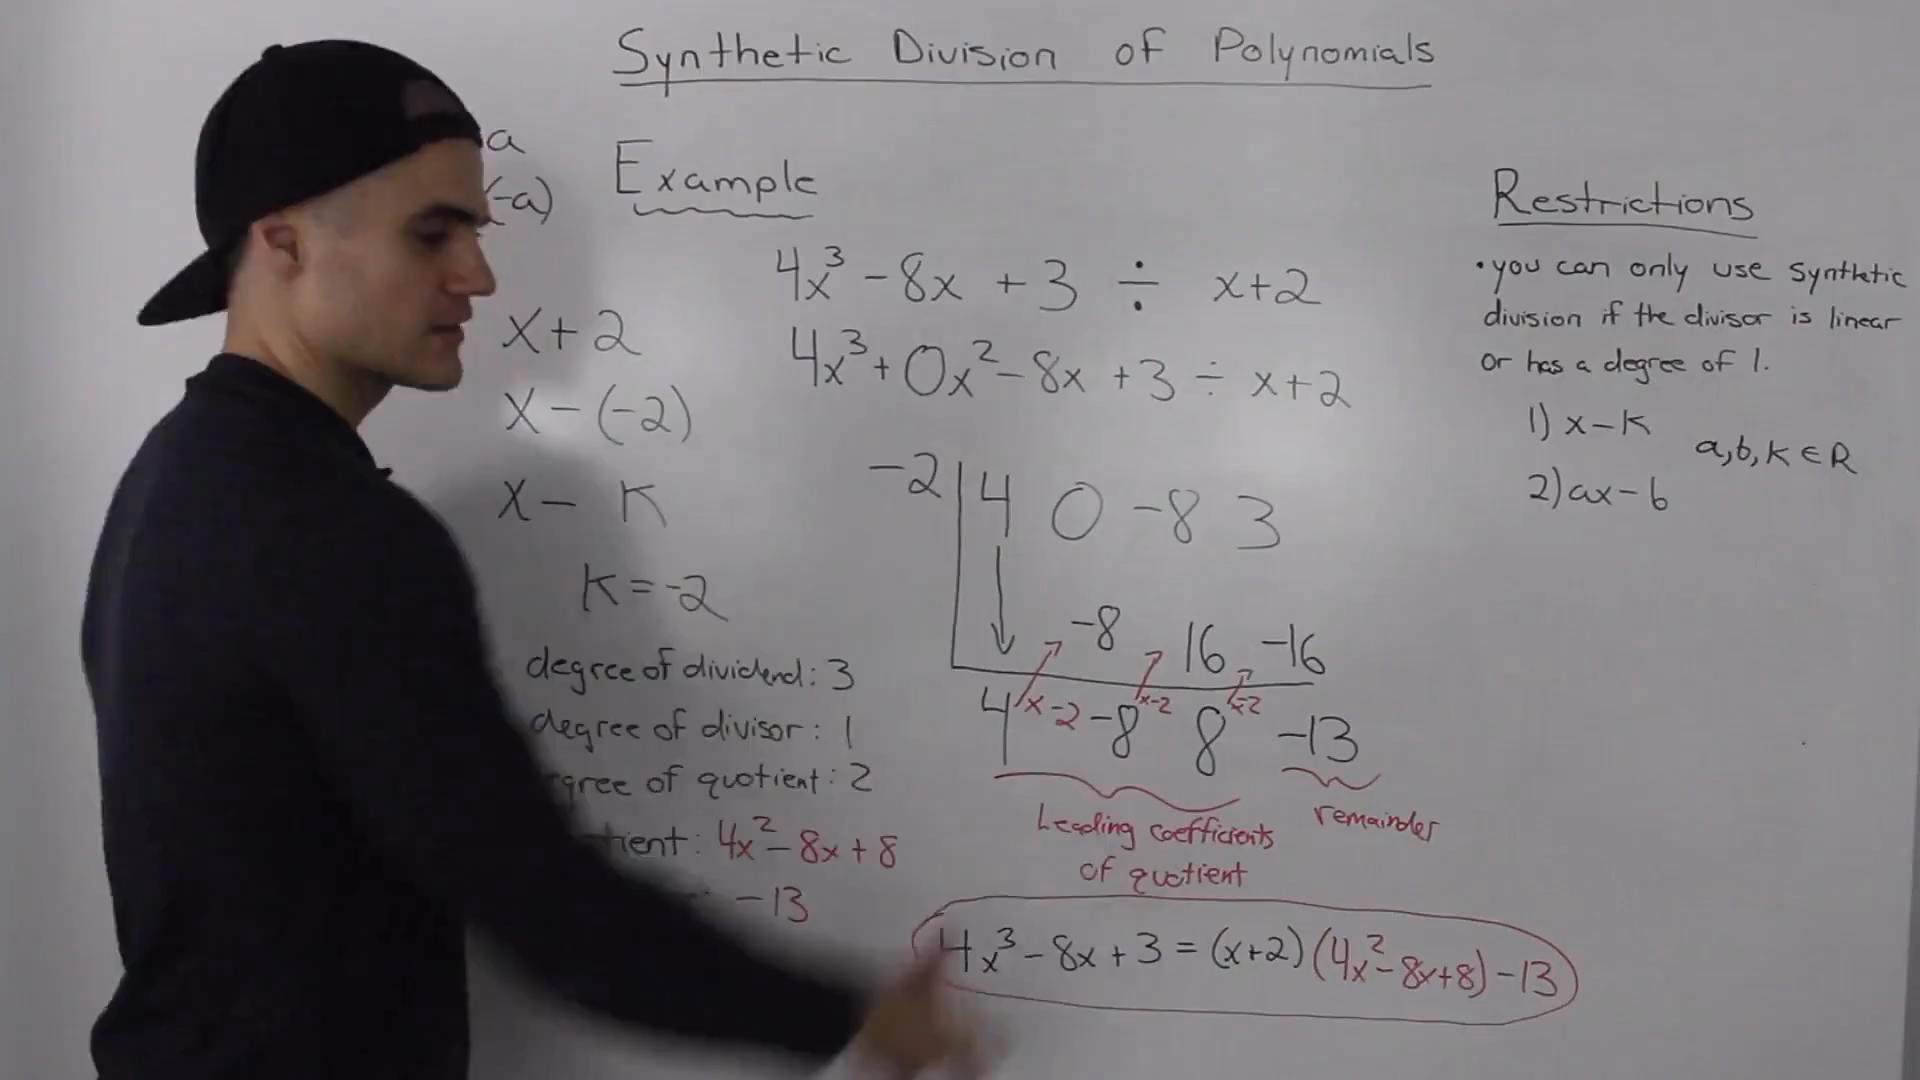 Synthetic Division of Polynomials
a
(-a)
Example
4x³ - 8x + 3 ÷ x+2
4x³ + 0x² - 8x + 3 ÷ x+2
x+2
x-(-2)
x- K
K=-2
-2 4 0 -8 3
-8 16 -16
x-2 x-2 x-2
4 -8 8 -13
Leading coefficients
of quotient
remainder
degree of dividend: 3
degree of divisor: 1
of quotient: 2
: 4x²-8x+8
-13
4x³ - 8x + 3 = (x+2)(4x²-8x+8)-13
Restrictions
• you can only use synthetic
division if the divisor is linear
or has a degree of 1.
1) x-K
a,b,K ∈ R
2) ax-b